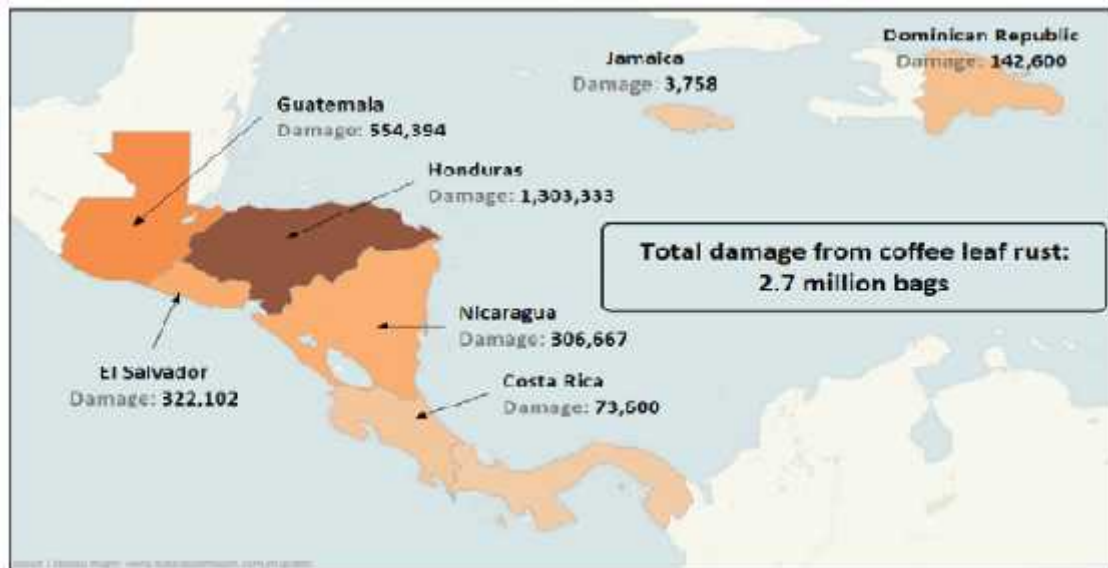 Dominican Republic
Damage: 142,600
Jamaica
Damage: 3,758
Guatemala
Damage: 554,394
Honduras
Damage: 1,303,333
Total damage from coffee leaf rust:
2.7 million bags
Nicaragua
Damage: 306,667
El Salvador
Damage: 322,102
Costa Rica
Damage: 73,600